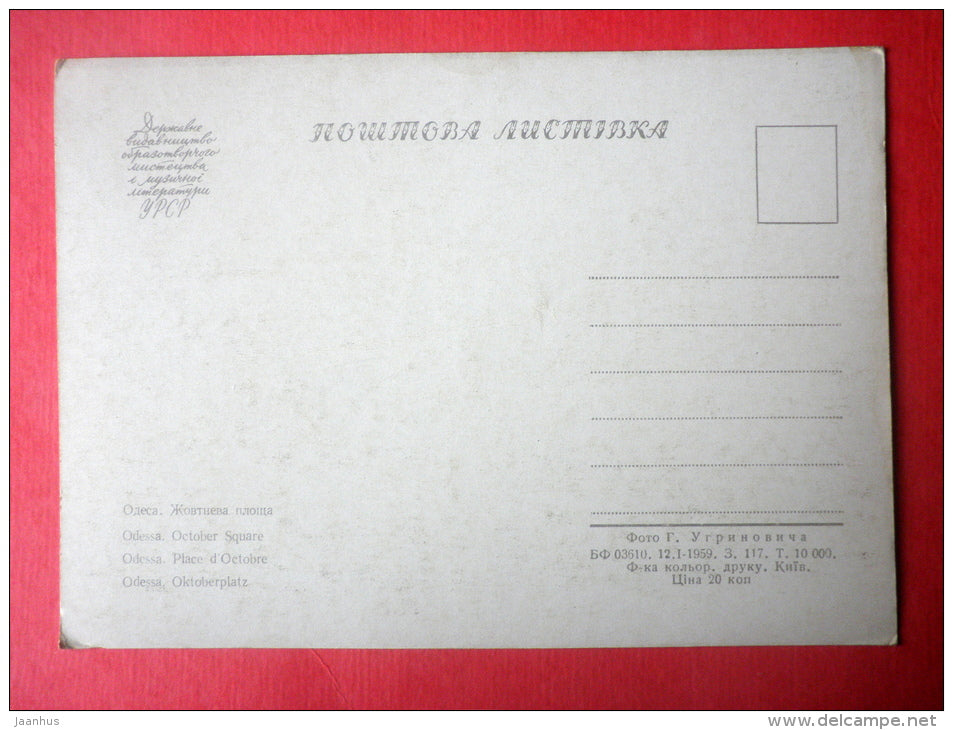 Державне
видавництво
образотворчого
мистецтва
і музичної
літератури
УРСР
ПОШТОВА ЛИСТІВКА
Одеса. Жовтнева площа
Odessa. October Square
Odessa. Place d'Octobre
Odessa. Oktoberplatz
Фото Г. Угриновича
БФ 03610. 12.I-1959. З. 117. Т. 10 000.
Ф-ка кольор. друку. Київ.
Ціна 20 коп
jaanhus
www.delcampe.net